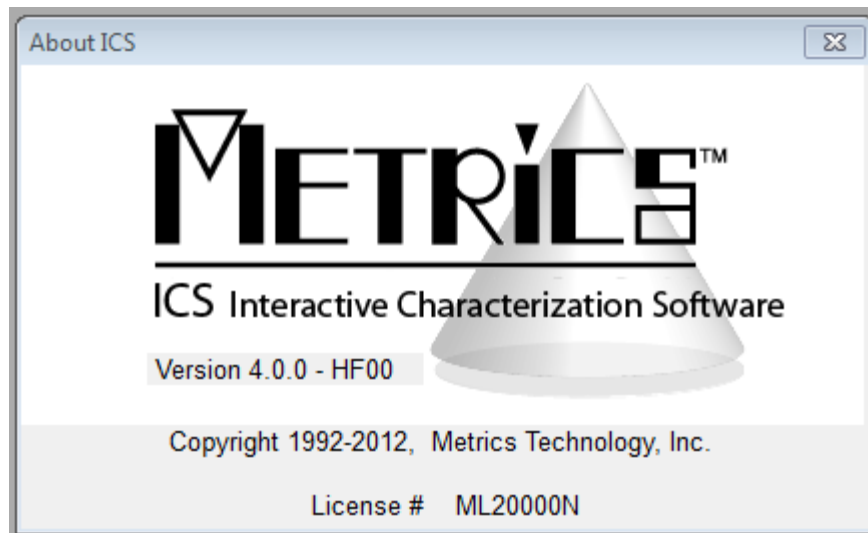 About ICS
METRiCS™
ICS Interactive Characterization Software
Version 4.0.0 - HF00
Copyright 1992-2012, Metrics Technology, Inc.
License # ML20000N